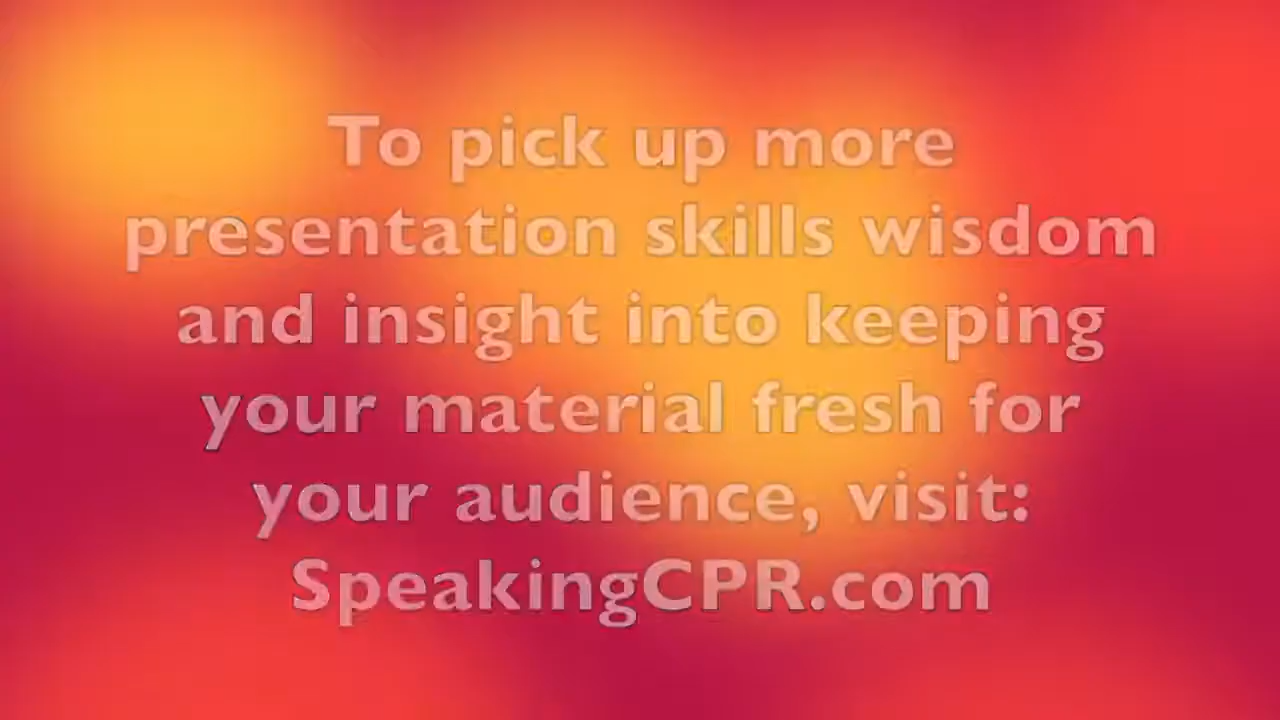 To pick up more
presentation skills wisdom
and insight into keeping
your material fresh for
your audience, visit:
SpeakingCPR.com